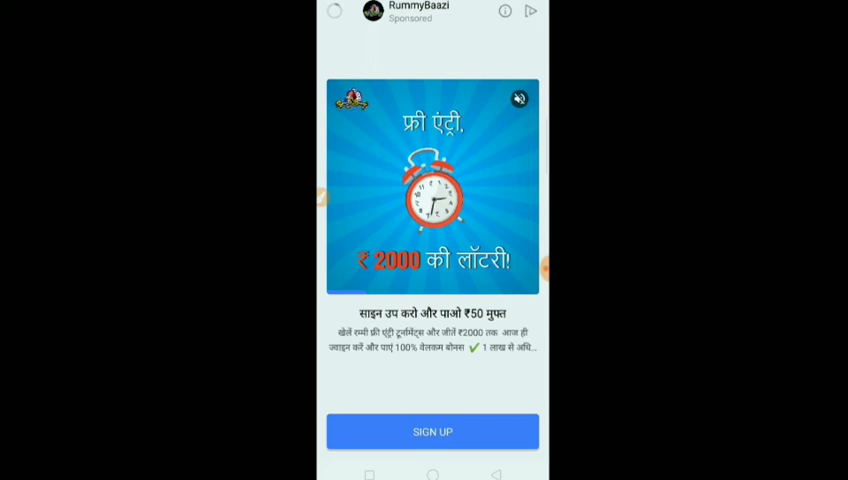 RummyBaazi
Sponsored
फ्री एंट्री,
₹ 2000 की लॉटरी!
साइन उप करो और पाओ ₹50 मुफ्त
खेलें रम्मी फ्री एंट्री टूर्नामेंट्स और जीतें ₹2000 तक आज ही
ज्वाइन करें और पाएं 100% वेलकम बोनस ✔ 1 लाख से अधि...
SIGN UP